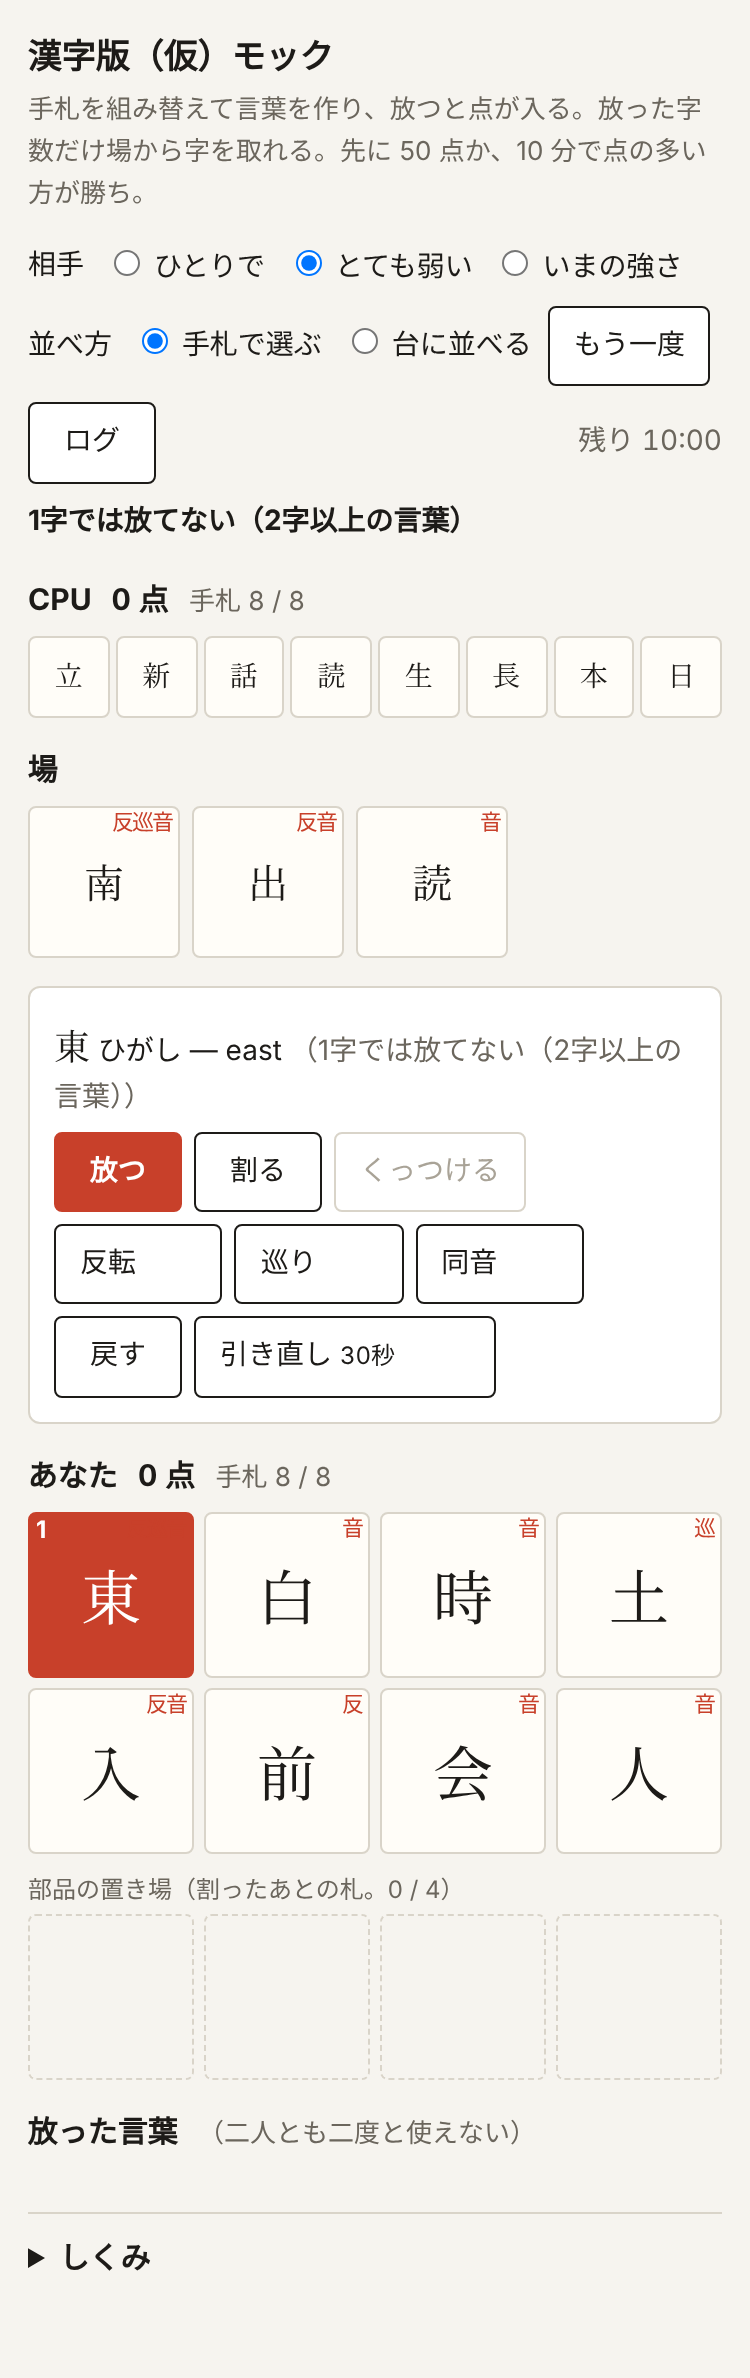 漢字版（仮）モック
手札を組み替えて言葉を作り、放つと点が入る。放った字
数だけ場から字を取れる。先に 50 点か、10 分で点の多い
方が勝ち。
相手 ひとりで とても弱い いまの強さ
並べ方 手札で選ぶ 台に並べる もう一度
ログ 残り 10:00
1字では放てない（2字以上の言葉）
CPU 0 点 手札 8 / 8
立 新 話 読 生 長 本 日
場
反巡音 反音 音
南 出 読
東 ひがし — east （1字では放てない（2字以上の
言葉））
放つ 割る くっつける
反転 巡り 同音
戻す 引き直し 30秒
あなた 0 点 手札 8 / 8
1 音 音 巡
東 白 時 土
反音 反 音 音
入 前 会 人
部品の置き場（割ったあとの札。0 / 4）
放った言葉 （二人とも二度と使えない）
▶ しくみ